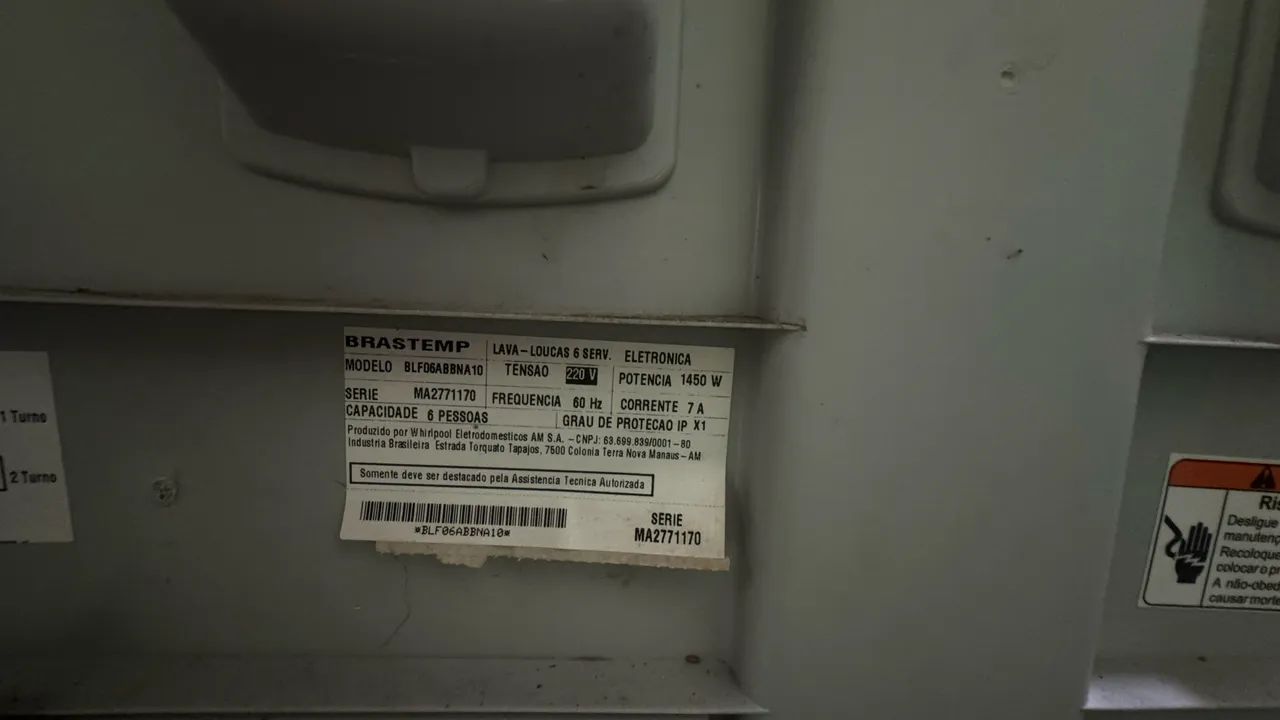 BRASTEMP LAVA-LOUCAS 6 SERV. ELETRONICA
MODELO BLF06ABBNA10 TENSAO 220 V POTENCIA 1450 W
SERIE MA2771170 FREQUENCIA 60 Hz CORRENTE 7 A
CAPACIDADE 6 PESSOAS GRAU DE PROTECAO IP X1
Produzido por Whirlpool Eletrodomesticos AM S.A. - CNPJ: 63.699.839/0001-80
Industria Brasileira Estrada Torquato Tapajos, 7500 Colonia Terra Nova Manaus-AM
Somente deve ser destacado pela Assistencia Tecnica Autorizada
*BLF06ABBNA10*
SERIE
MA2771170
1 Turno
2 Turno
Desligue
manutenç
Recoloque
colocar o p
A não-obed
causar morte